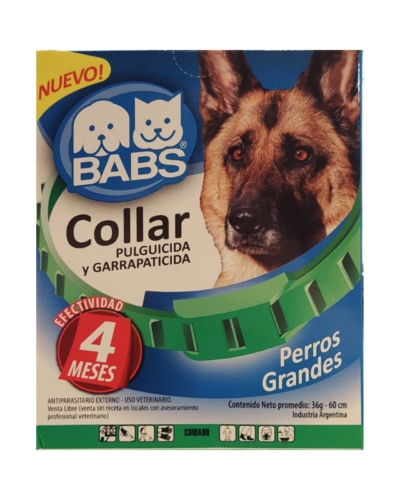 NUEVO!
BABS®
Collar
PULGUICIDA
y GARRAPATICIDA
EFECTIVIDAD
4
MESES
Perros
Grandes
ANTIPARASITARIO EXTERNO - USO VETERINARIO.
Venta Libre (venta sin receta en locales con asesoramiento
profesional veterinario)
Contenido Neto promedio: 36g - 60 cm
Industria Argentina
CUIDADO